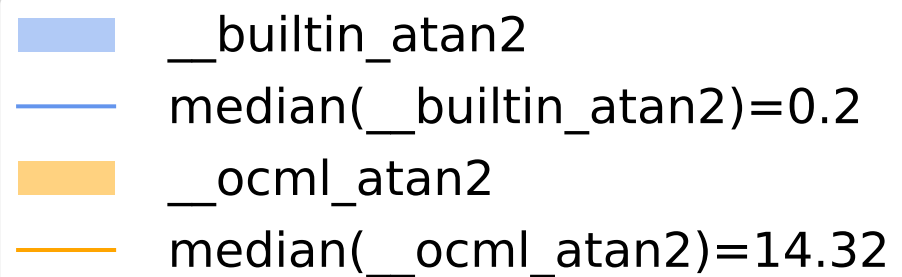 __builtin_atan2
median(__builtin_atan2)=0.2
__ocml_atan2
median(__ocml_atan2)=14.32